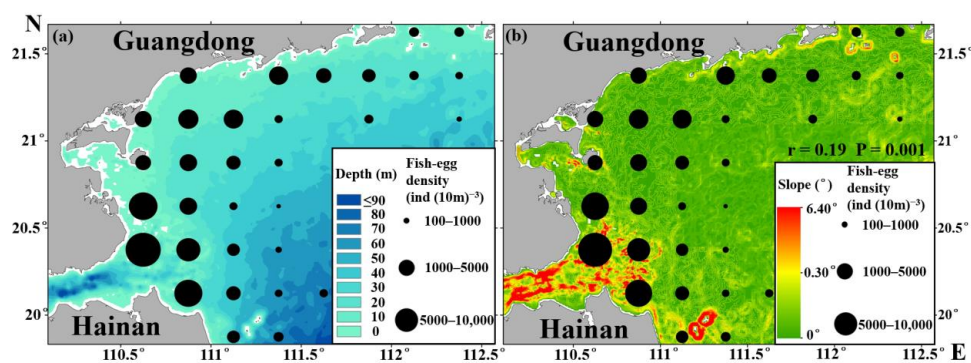 N
(a)
Guangdong
21.5°
21°
20.5°
20°
Hainan
110.5°
111°
111.5°
112°
112.5°
Depth (m)
≤90
80
70
60
50
40
30
20
10
0
Fish-egg
density
(ind (10m)⁻³)
100–1000
1000–5000
5000–10,000
(b)
Guangdong
r = 0.19 P = 0.001
21.5°
21°
20.5°
20°
Hainan
110.5°
111°
111.5°
112°
112.5°
E
Slope (°)
6.40°
0.30°
0°
Fish-egg
density
(ind (10m)⁻³)
100–1000
1000–5000
5000–10,000